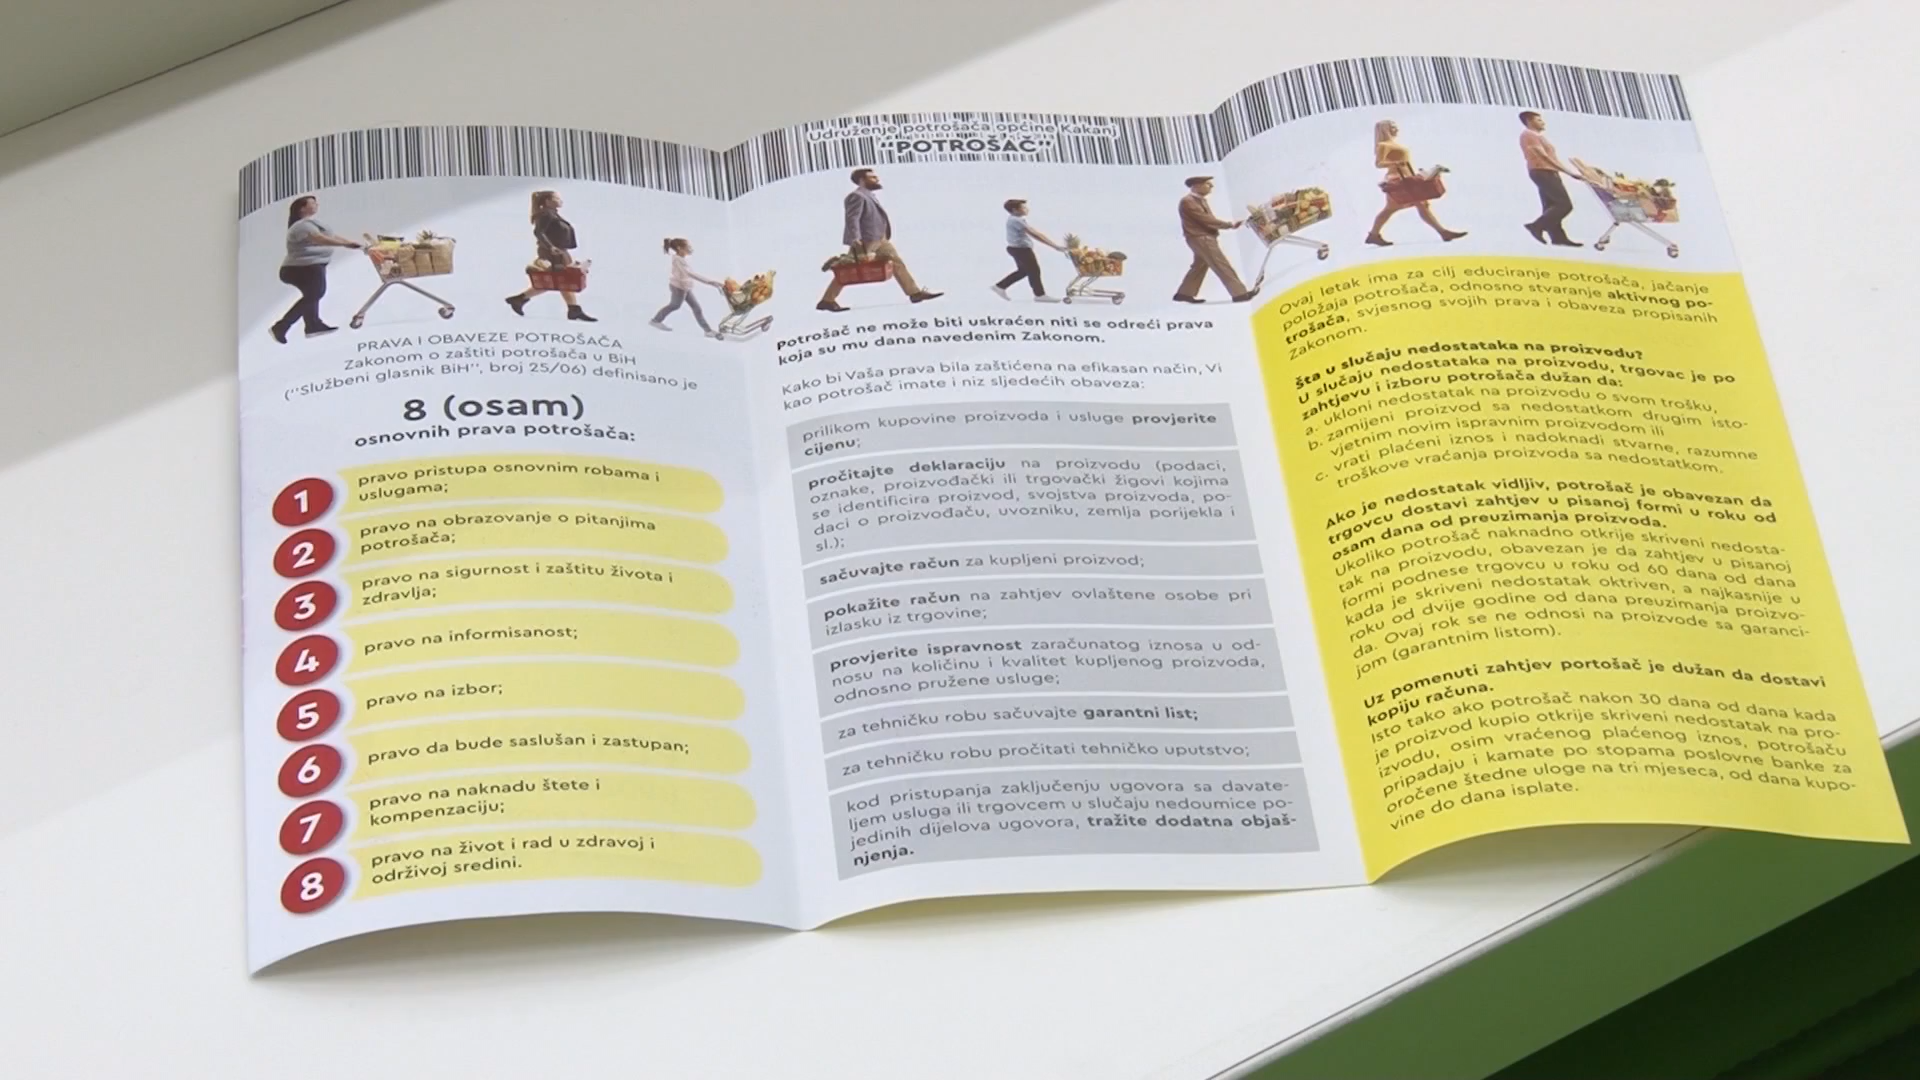 Udruženje potrošača općine Kakanj
“POTROŠAČ”
PRAVA I OBAVEZE POTROŠAČA
Zakonom o zaštiti potrošača u BiH
(‘‘Službeni glasnik BiH’’, broj 25/06) definisano je
8 (osam)
osnovnih prava potrošača:
1
pravo pristupa osnovnim robama i
uslugama;
2
pravo na obrazovanje o pitanjima
potrošača;
3
pravo na sigurnost i zaštitu života i
zdravlja;
4
pravo na informisanost;
5
pravo na izbor;
6
pravo da bude saslušan i zastupan;
7
pravo na naknadu štete i
kompenzaciju;
8
pravo na život i rad u zdravoj i
održivoj sredini.
Potrošač ne može biti uskraćen niti se odreći prava
koja su mu dana navedenim Zakonom.
Kako bi Vaša prava bila zaštićena na efikasan način, Vi
kao potrošač imate i niz sljedećih obaveza:
prilikom kupovine proizvoda i usluge provjerite
cijenu;
pročitajte deklaraciju na proizvodu (podaci,
oznake, proizvođački ili trgovački žigovi kojima
se identificira proizvod, svojstva proizvoda, po-
daci o proizvođaču, uvozniku, zemlja porijekla i
sl.);
sačuvajte račun za kupljeni proizvod;
pokažite račun na zahtjev ovlaštene osobe pri
izlasku iz trgovine;
provjerite ispravnost zaračunatog iznosa u od-
nosu na količinu i kvalitet kupljenog proizvoda,
odnosno pružene usluge;
za tehničku robu sačuvajte garantni list;
za tehničku robu pročitati tehničko uputstvo;
kod pristupanja zaključenju ugovora sa davate-
ljem usluga ili trgovcem u slučaju nedoumice po-
jedinih dijelova ugovora, tražite dodatna objaš-
njenja.
Ovaj letak ima za cilj educiranje potrošača, jačanje
položaja potrošača, odnosno stvaranje aktivnog po-
trošača, svjesnog svojih prava i obaveza propisanih
Zakonom.
Šta u slučaju nedostataka na proizvodu?
U slučaju nedostataka na proizvodu, trgovac je po
zahtjevu i izboru potrošača dužan da:
a. ukloni nedostatak na proizvodu o svom trošku,
b. zamijeni proizvod sa nedostatkom drugim isto-
vjetnim novim ispravnim proizvodom ili
c. vrati plaćeni iznos i nadoknadi stvarne, razumne
troškove vraćanja proizvoda sa nedostatkom.
Ako je nedostatak vidljiv, potrošač je obavezan da
trgovcu dostavi zahtjev u pisanoj formi u roku od
osam dana od preuzimanja proizvoda.
Ukoliko potrošač naknadno otkrije skriveni nedosta-
tak na proizvodu, obavezan je da zahtjev u pisanoj
formi podnese trgovcu u roku od 60 dana od dana
kada je skriveni nedostatak oktriven, a najkasnije u
roku od dvije godine od dana preuzimanja proizvo-
da. Ovaj rok se ne odnosi na proizvode sa garanci-
jom (garantnim listom).
Uz pomenuti zahtjev portošač je dužan da dostavi
kopiju računa.
Isto tako ako potrošač nakon 30 dana od dana kada
je proizvod kupio otkrije skriveni nedostatak na pro-
izvodu, osim vraćenog plaćenog iznos, potrošaču
pripadaju i kamate po stopama poslovne banke za
oročene štedne uloge na tri mjeseca, od dana kupo-
vine do dana isplate.